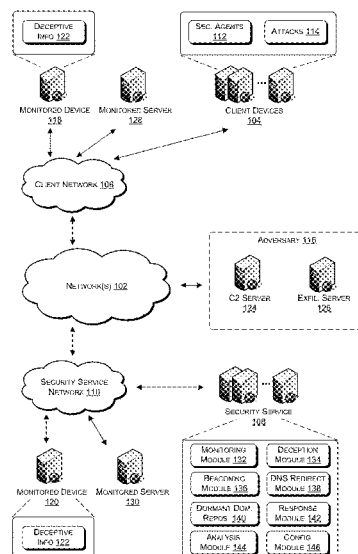 DECEPTIVE
INFO 122
SEC. AGENTS
112
ATTACKS 114
MONITORED DEVICE
118
MONITORED SERVER
128
CLIENT DEVICES
104
CLIENT NETWORK 106
ADVERSARY 116
NETWORK(S) 102
C2 SERVER
124
EXFIL. SERVER
126
SECURITY SERVICE
NETWORK 110
SECURITY SERVICE
108
MONITORED DEVICE
120
MONITORED SERVER
130
MONITORING
MODULE 132
DECEPTION
MODULE 134
BEACONING
MODULE 136
DNS REDIRECT
MODULE 138
DORMANT DOM.
REPOS. 140
RESPONSE
MODULE 142
ANALYSIS
MODULE 144
CONFIG
MODULE 146
DECEPTIVE
INFO 122